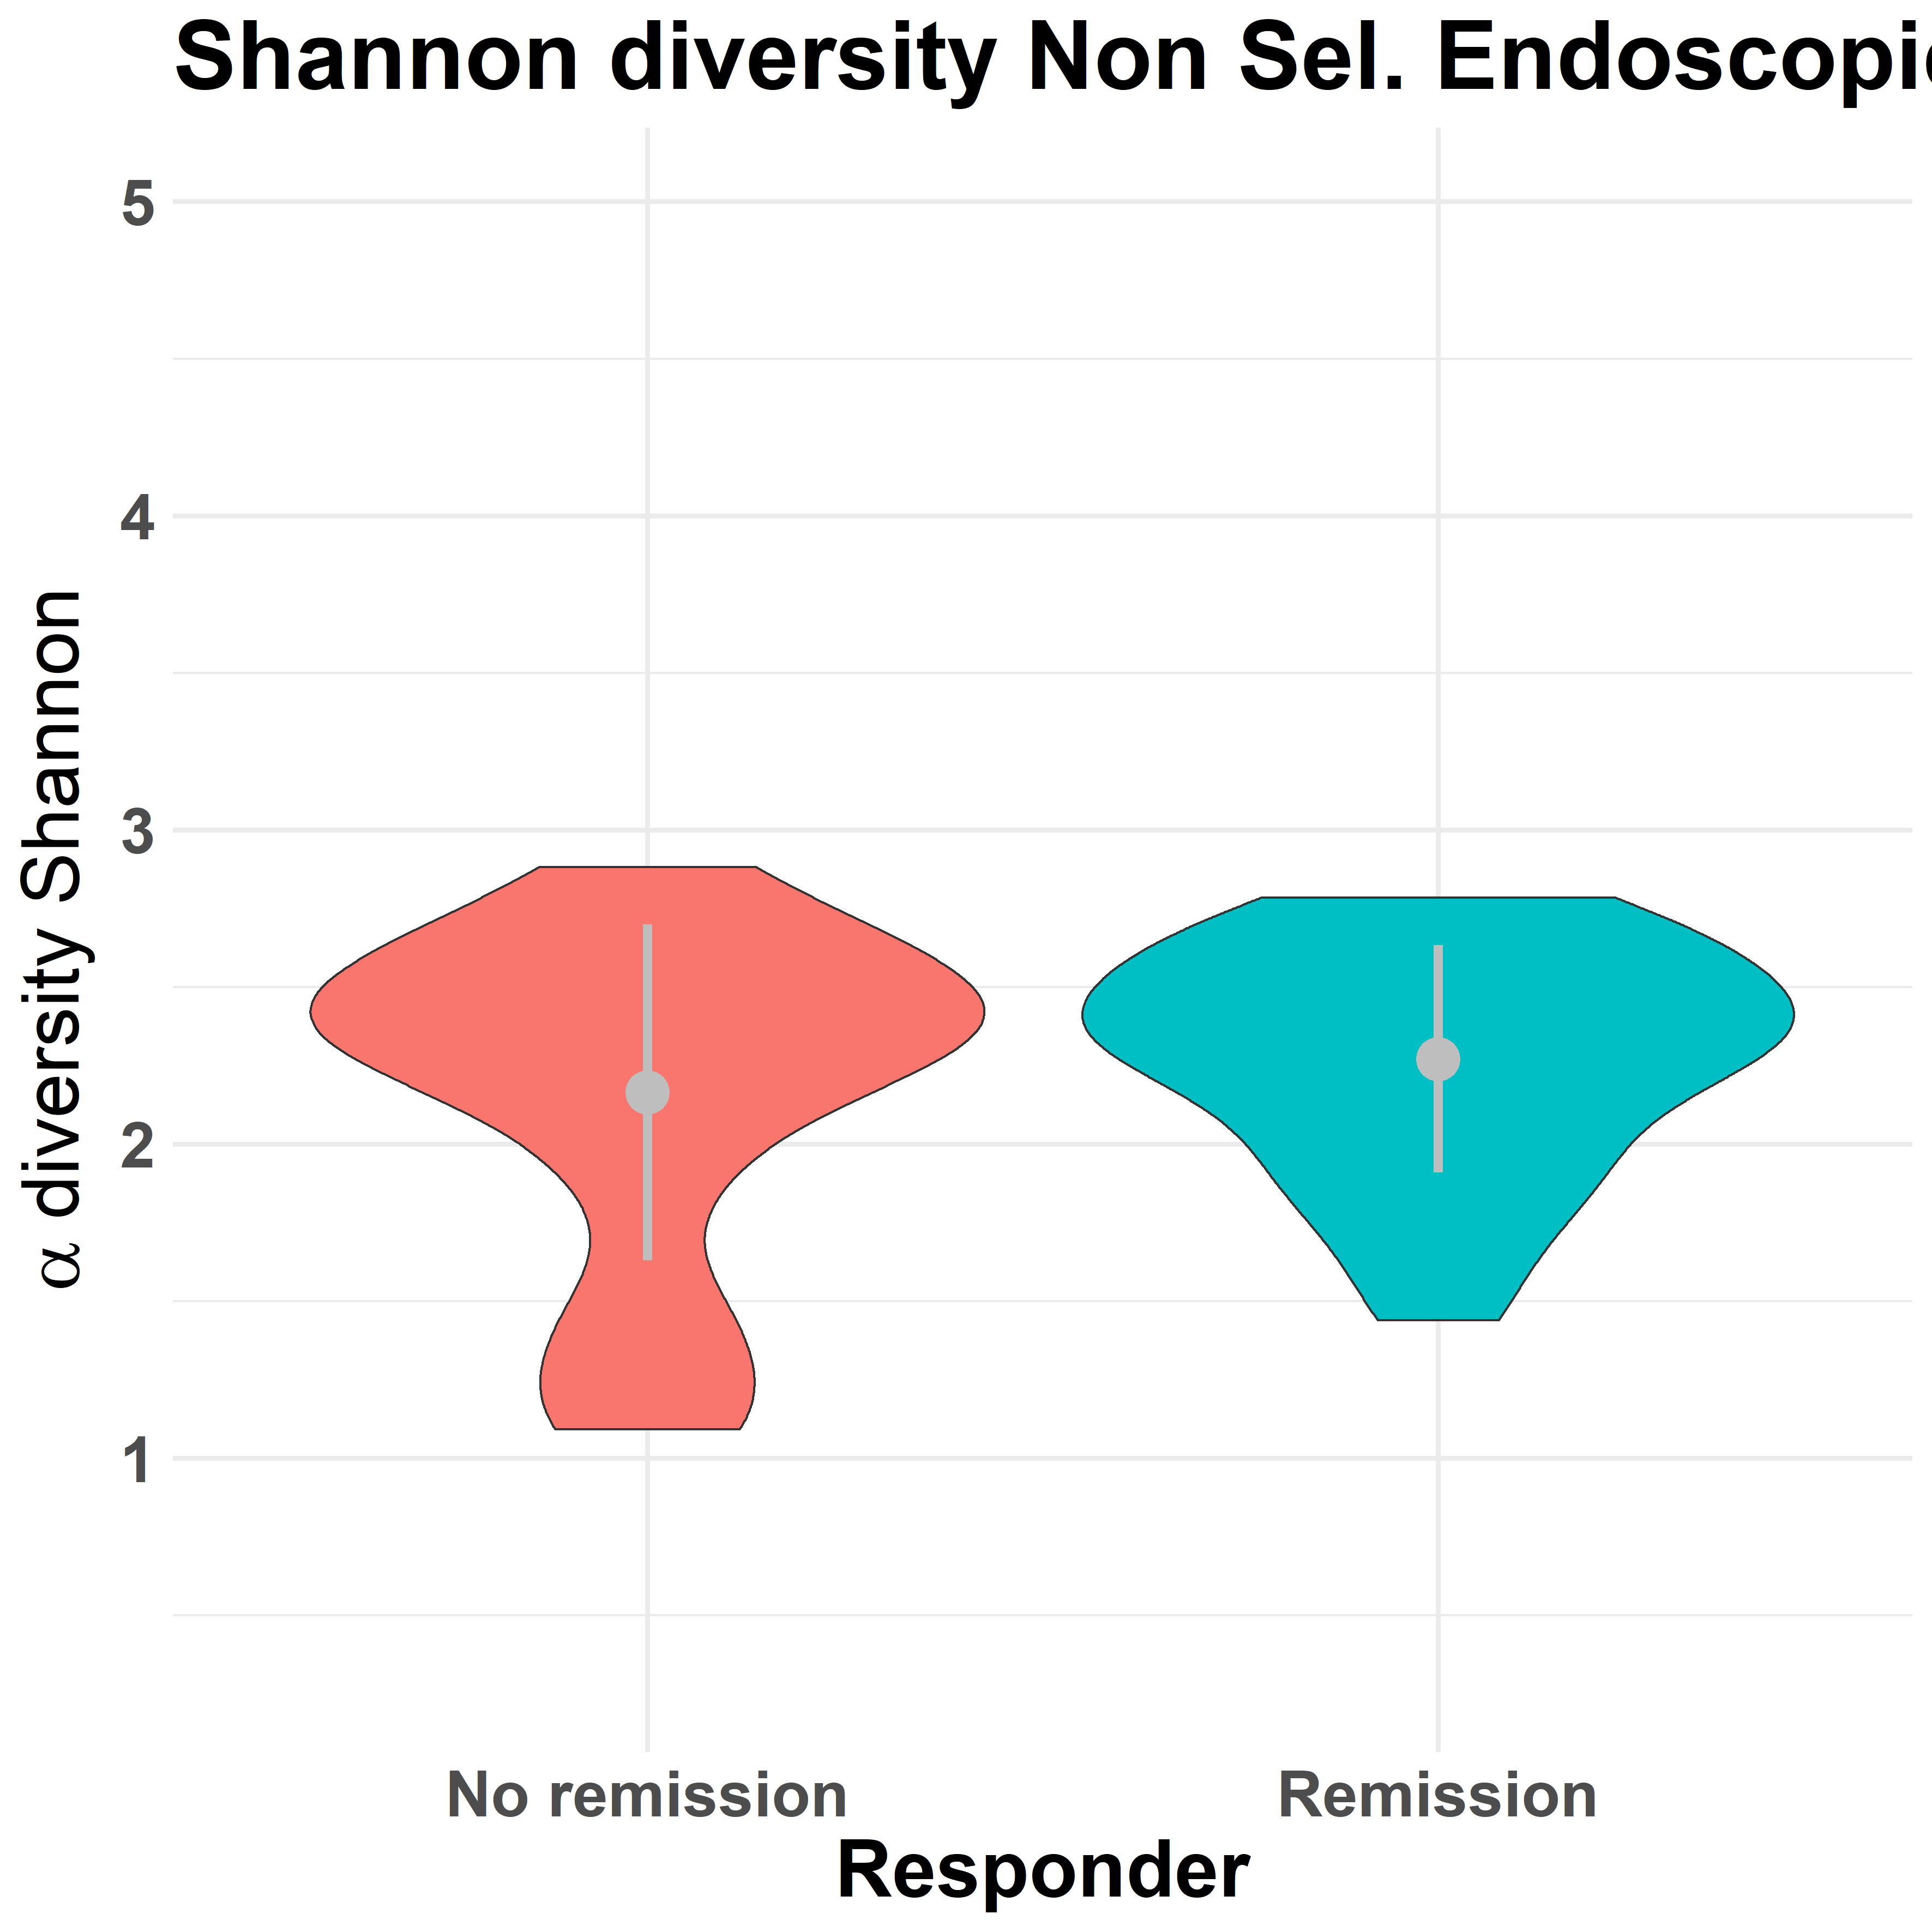 Shannon diversity Non Sel. Endoscopic
5
4
3
2
1
α diversity Shannon
No remission
Remission
Responder